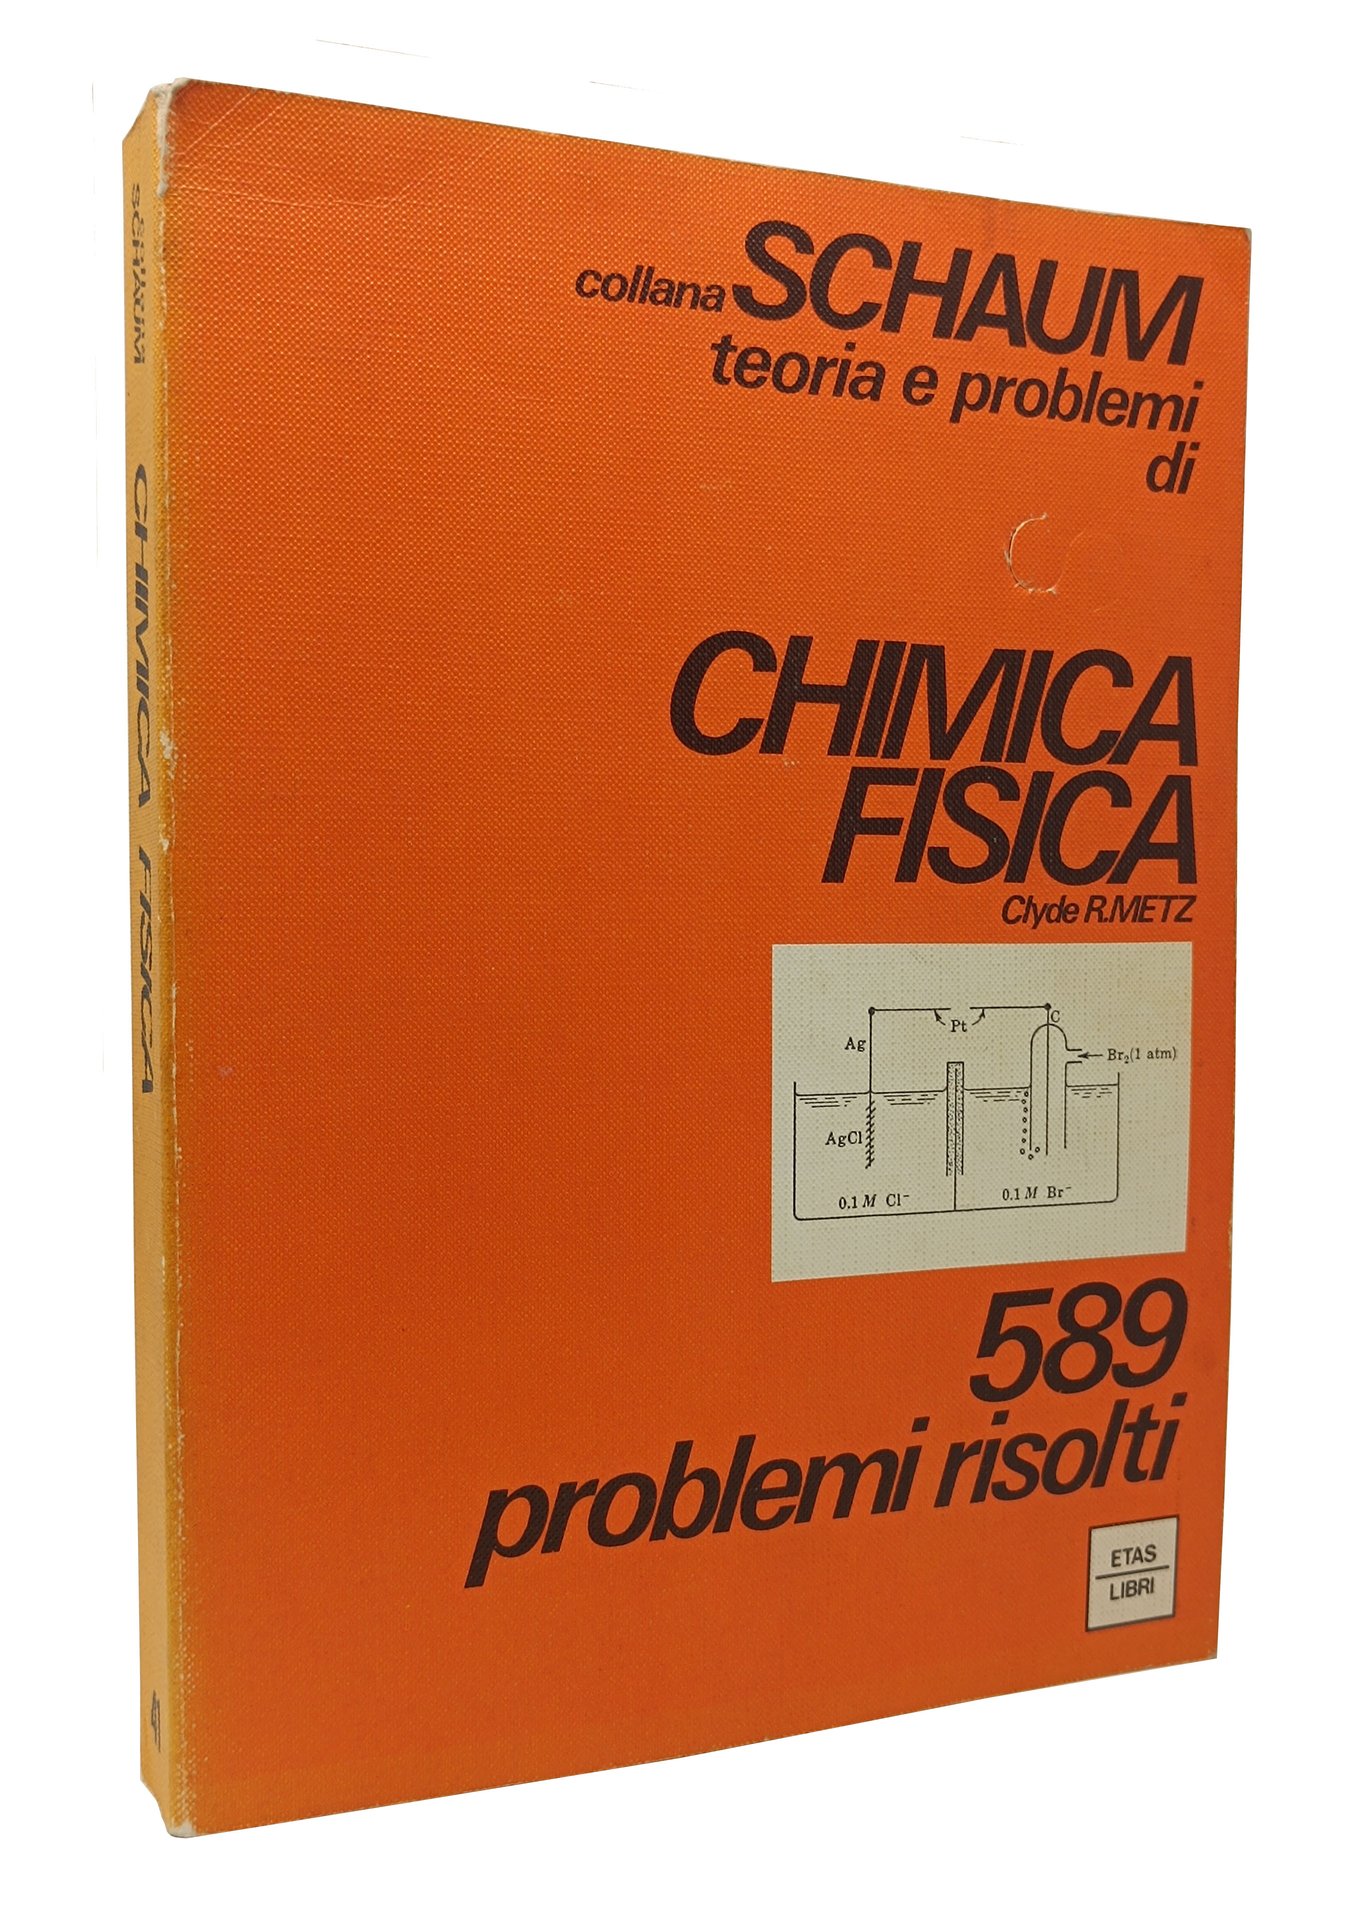 collana SCHAUM
teoria e problemi
di
CHIMICA
FISICA
Clyde R.METZ
Pt
C
Ag
Br₂(1 atm)
AgCl
0.1 M Cl⁻
0.1 M Br⁻
589
problemi risolti
ETAS
LIBRI
SCHAUM
CHIMICA FISICA